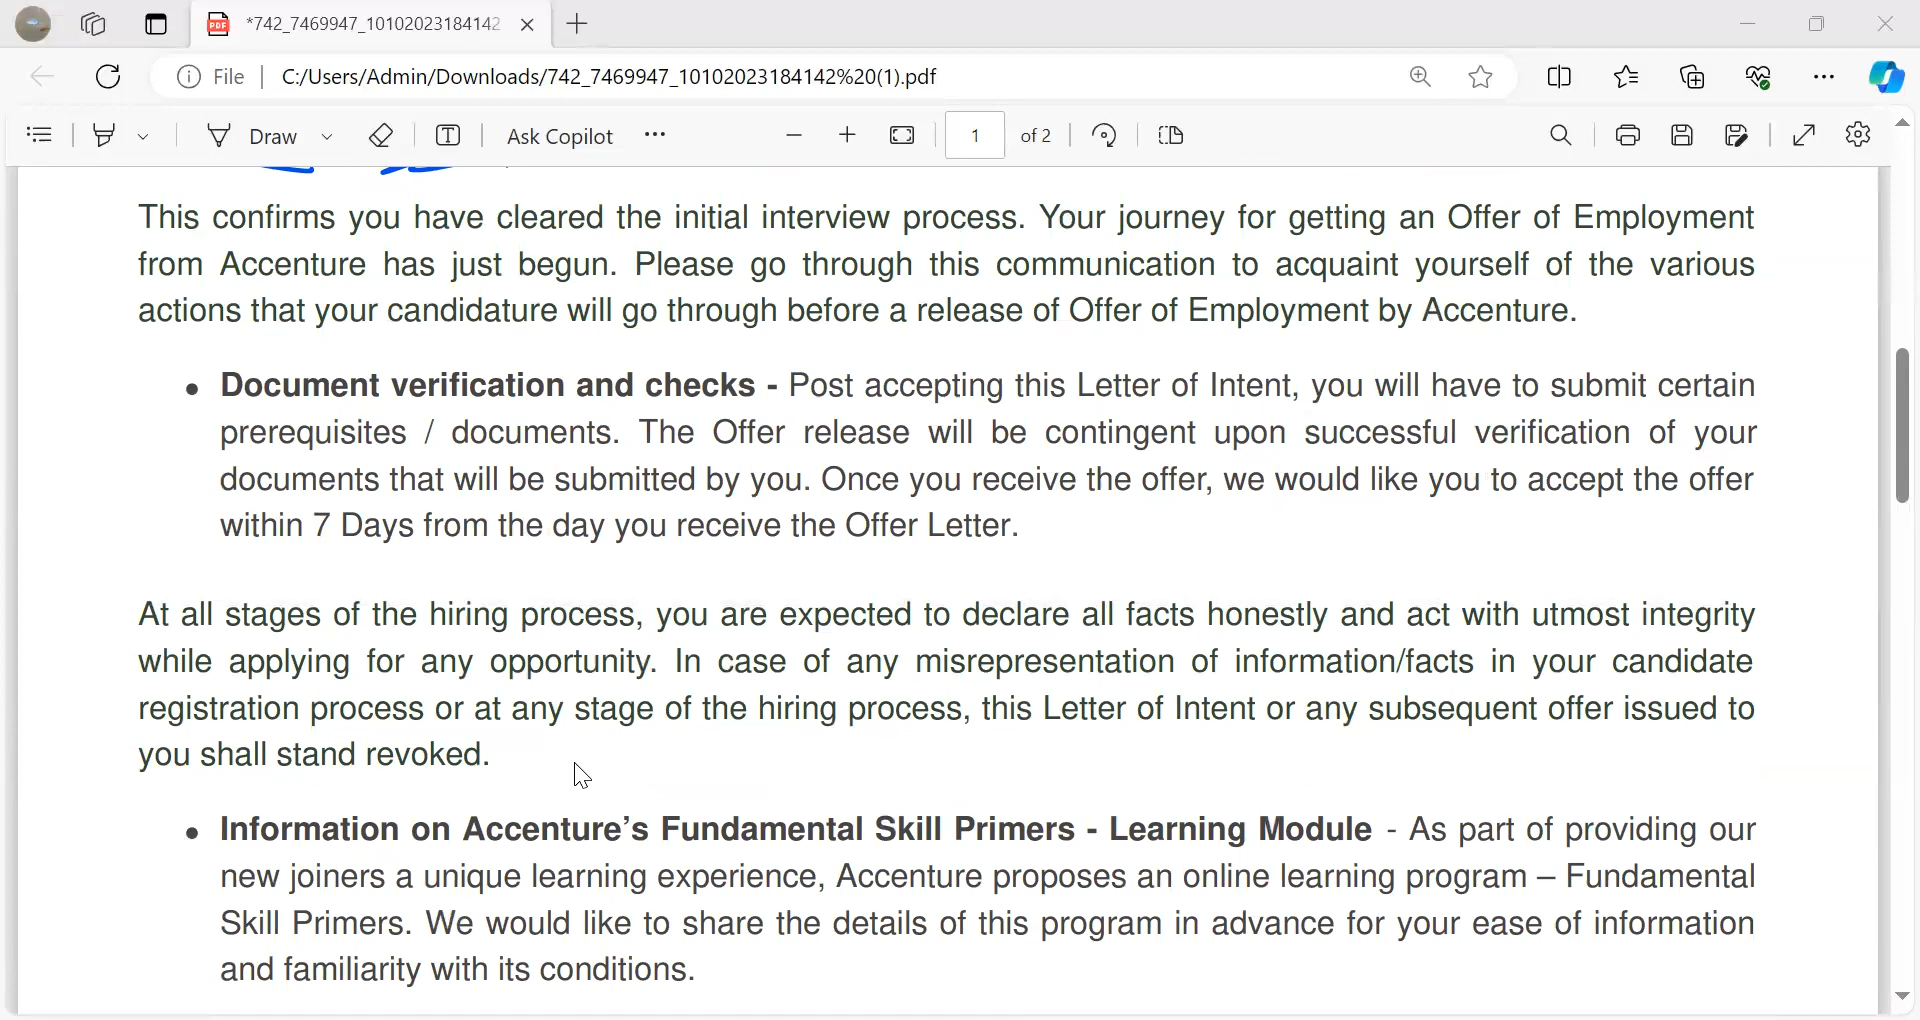 *742_7469947_10102023184142
File
C:/Users/Admin/Downloads/742_7469947_10102023184142%20(1).pdf
Draw
Ask Copilot
1
of 2
This confirms you have cleared the initial interview process. Your journey for getting an Offer of Employment
from Accenture has just begun. Please go through this communication to acquaint yourself of the various
actions that your candidature will go through before a release of Offer of Employment by Accenture.
• Document verification and checks - Post accepting this Letter of Intent, you will have to submit certain
prerequisites / documents. The Offer release will be contingent upon successful verification of your
documents that will be submitted by you. Once you receive the offer, we would like you to accept the offer
within 7 Days from the day you receive the Offer Letter.
At all stages of the hiring process, you are expected to declare all facts honestly and act with utmost integrity
while applying for any opportunity. In case of any misrepresentation of information/facts in your candidate
registration process or at any stage of the hiring process, this Letter of Intent or any subsequent offer issued to
you shall stand revoked.
• Information on Accenture’s Fundamental Skill Primers - Learning Module - As part of providing our
new joiners a unique learning experience, Accenture proposes an online learning program – Fundamental
Skill Primers. We would like to share the details of this program in advance for your ease of information
and familiarity with its conditions.